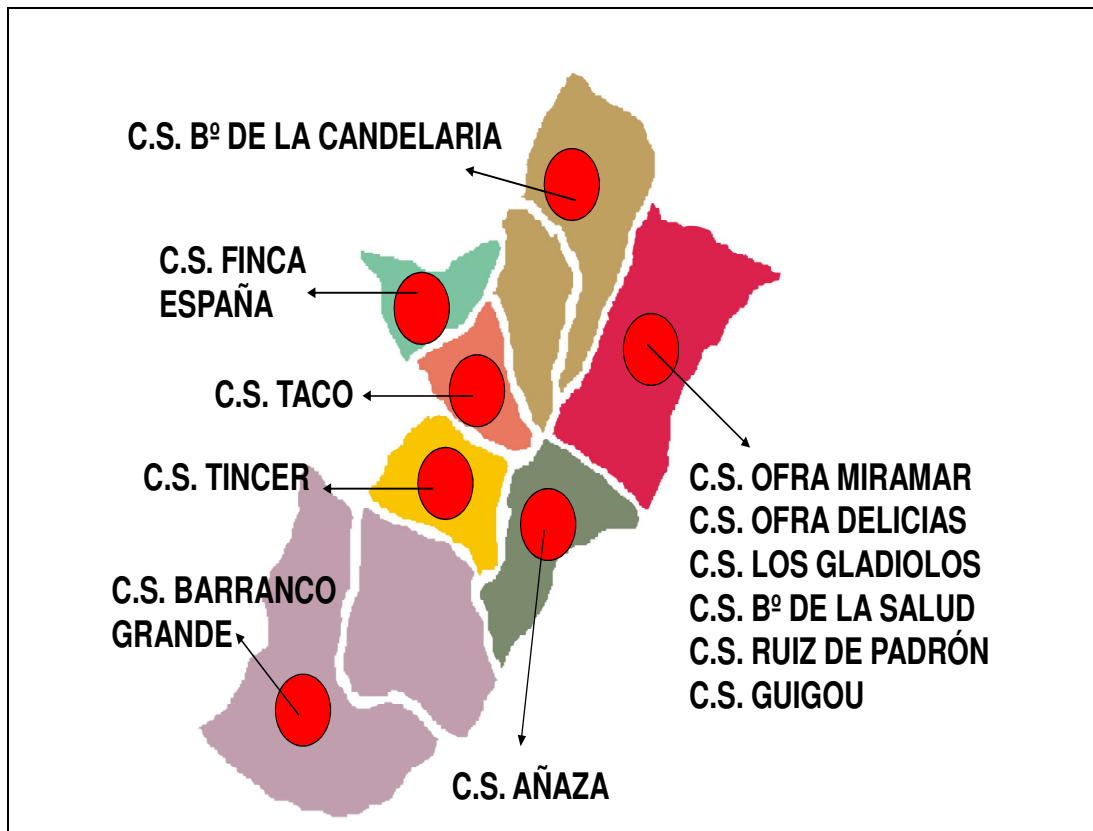 C.S. Bº DE LA CANDELARIA
C.S. FINCA
ESPAÑA
C.S. TACO
C.S. TINCER
C.S. BARRANCO
GRANDE
C.S. AÑAZA
C.S. OFRA MIRAMAR
C.S. OFRA DELICIAS
C.S. LOS GLADIOLOS
C.S. Bº DE LA SALUD
C.S. RUIZ DE PADRÓN
C.S. GUIGOU